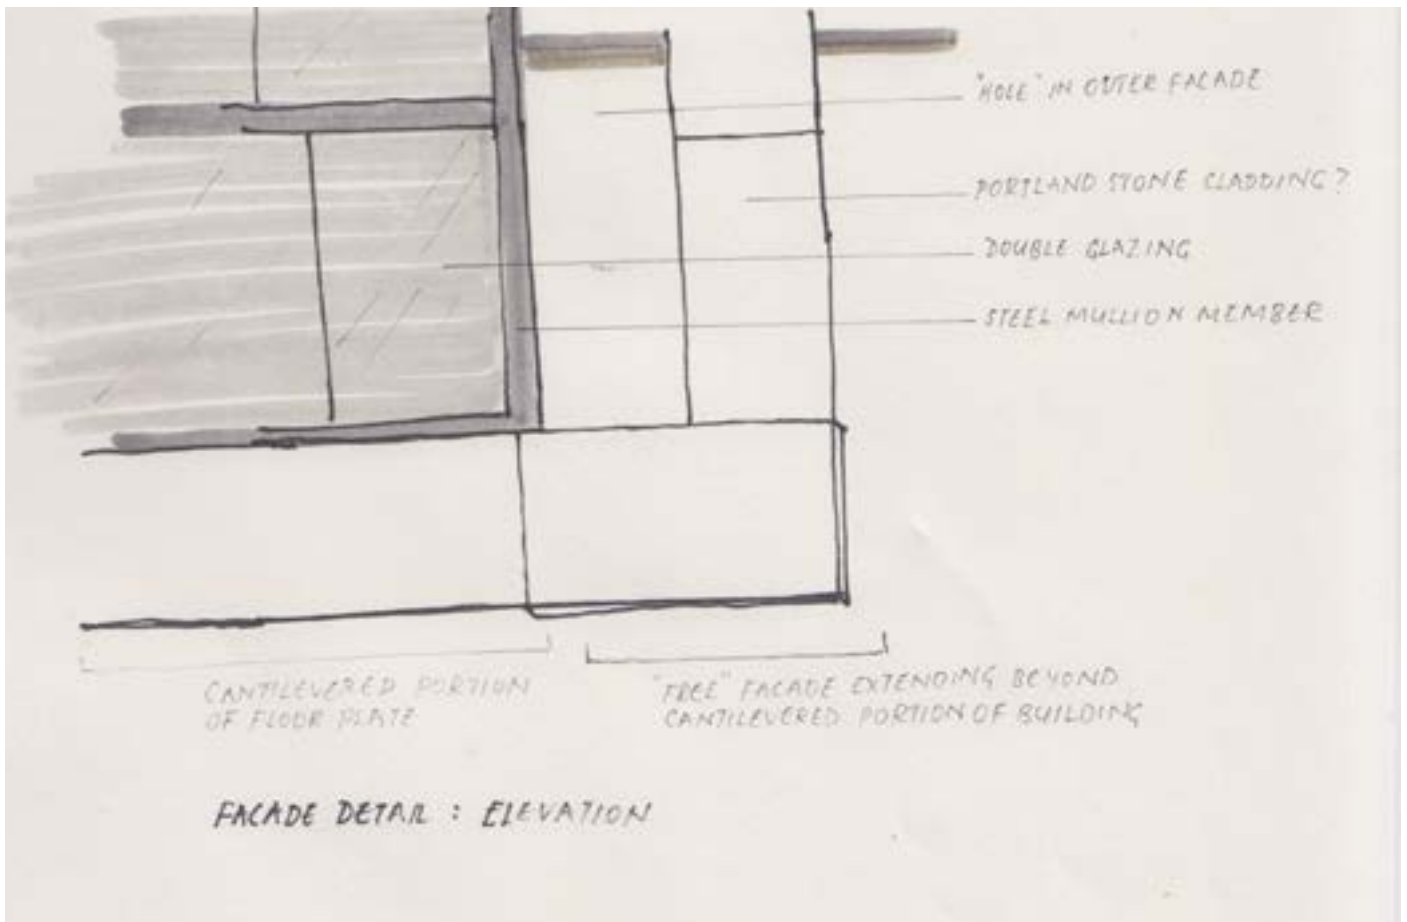 "HOLE" IN OUTER FACADE
PORTLAND STONE CLADDING?
DOUBLE GLAZING
STEEL MULLION MEMBER
CANTILEVERED PORTION
OF FLOOR PLATE
"FREE" FACADE EXTENDING BEYOND
CANTILEVERED PORTION OF BUILDING
FACADE DETAIL : ELEVATION